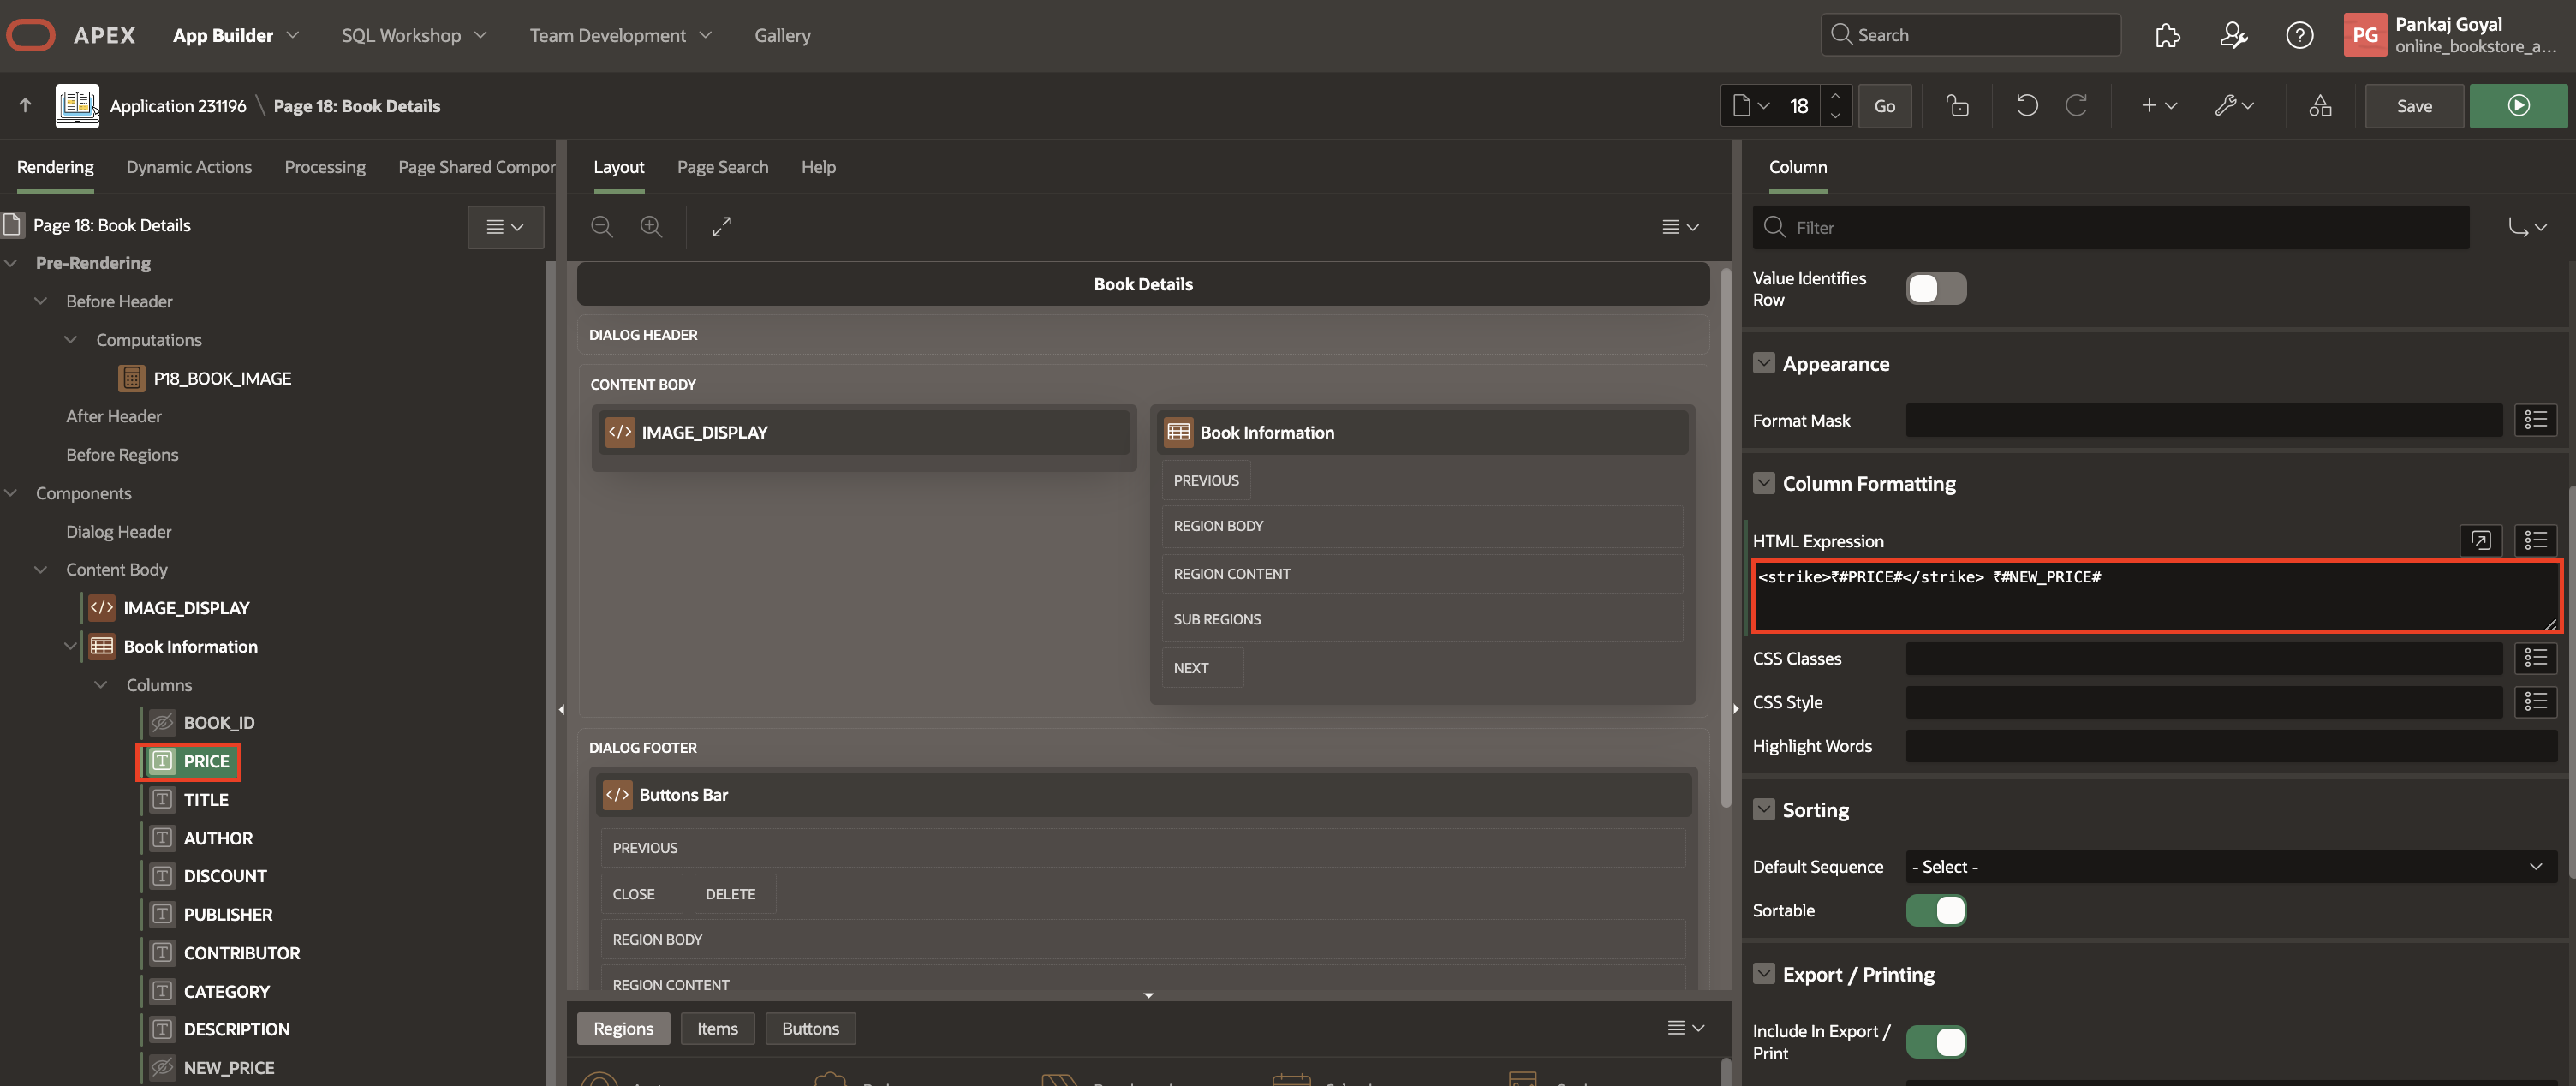 APEX App Builder SQL Workshop Team Development Gallery Search Pankaj Goyal
PG online_bookstore_a...
Application 231196 \ Page 18: Book Details 18 Go Save
Rendering Dynamic Actions Processing Page Shared Compor
Page 18: Book Details
Pre-Rendering
Before Header
Computations
P18_BOOK_IMAGE
After Header
Before Regions
Components
Dialog Header
Content Body
IMAGE_DISPLAY
Book Information
Columns
BOOK_ID
PRICE
TITLE
AUTHOR
DISCOUNT
PUBLISHER
CONTRIBUTOR
CATEGORY
DESCRIPTION
NEW_PRICE
Layout Page Search Help
Book Details
DIALOG HEADER
CONTENT BODY
IMAGE_DISPLAY
Book Information
PREVIOUS
REGION BODY
REGION CONTENT
SUB REGIONS
NEXT
DIALOG FOOTER
Buttons Bar
PREVIOUS
CLOSE DELETE
REGION BODY
REGION CONTENT
Regions Items Buttons
Column
Filter
Value Identifies
Row
Appearance
Format Mask
Column Formatting
HTML Expression
<strike>₹#PRICE#</strike> ₹#NEW_PRICE#
CSS Classes
CSS Style
Highlight Words
Sorting
Default Sequence - Select -
Sortable
Export / Printing
Include In Export /
Print